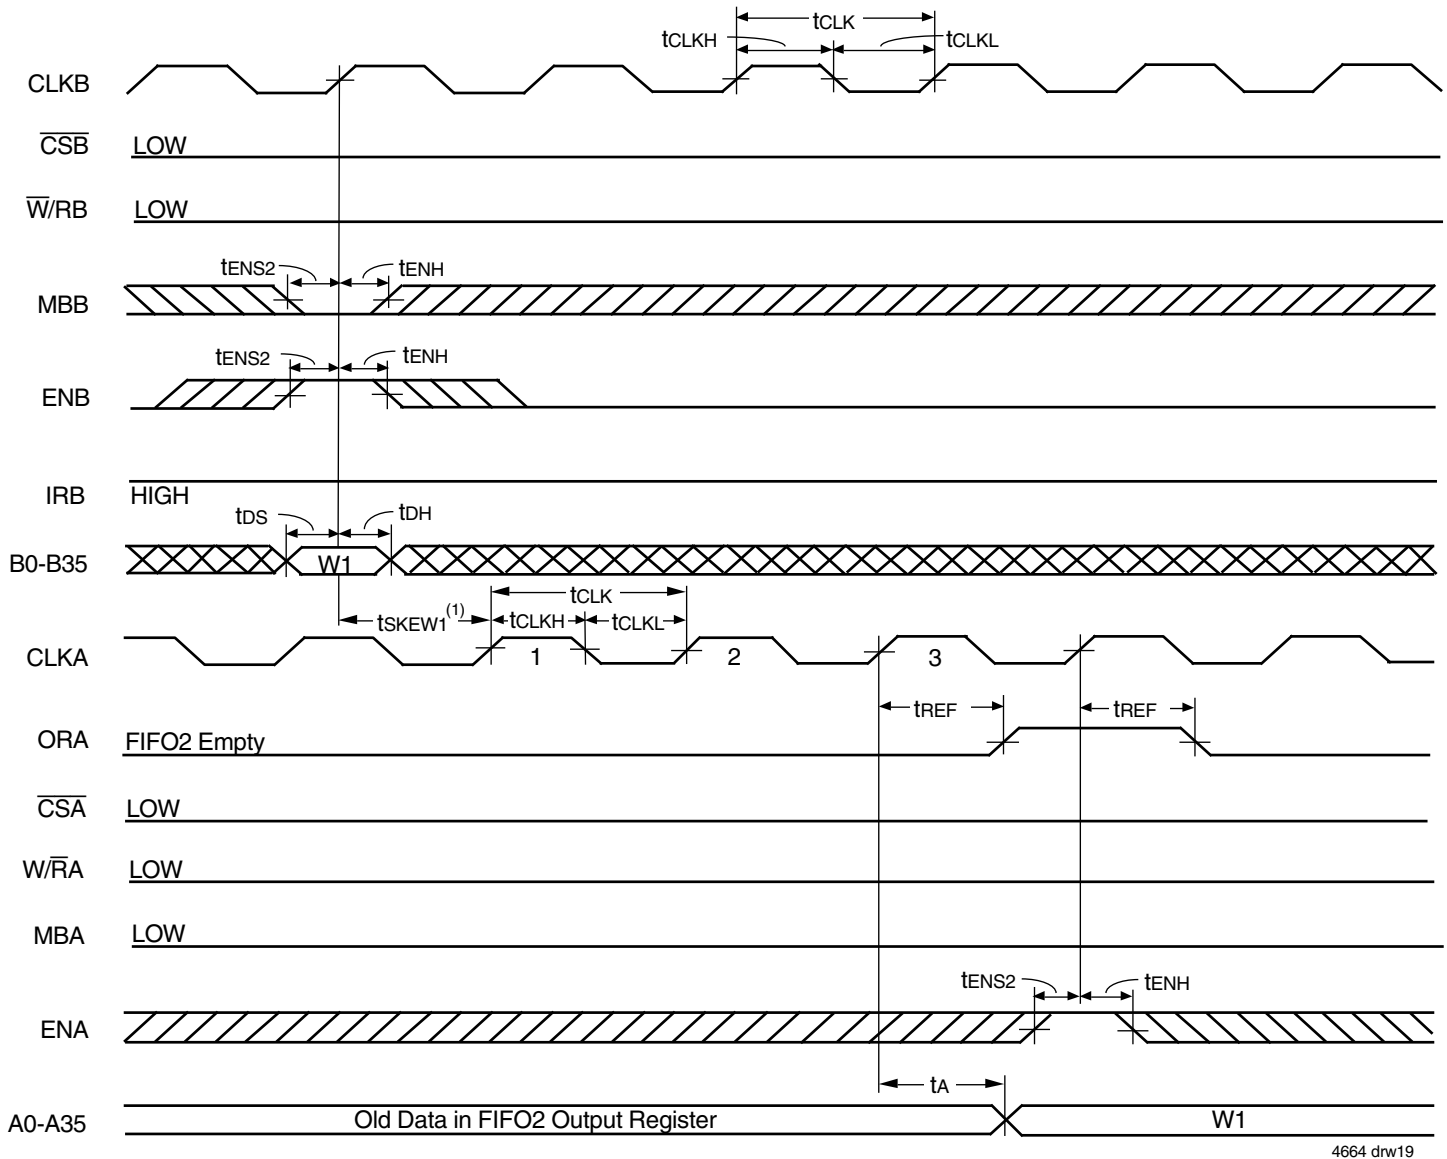 tCLK
tCLKH
tCLKL
CLKB
CSB
LOW
W/RB
LOW
tENS2
tENH
MBB
tENS2
tENH
ENB
IRB
HIGH
tDS
tDH
B0-B35
W1
tCLK
tSKEW1(1)
tCLKH
tCLKL
CLKA
1
2
3
tREF
tREF
ORA
FIFO2 Empty
CSA
LOW
W/RA
LOW
MBA
LOW
tENS2
tENH
ENA
tA
A0-A35
Old Data in FIFO2 Output Register
W1
4664 drw19